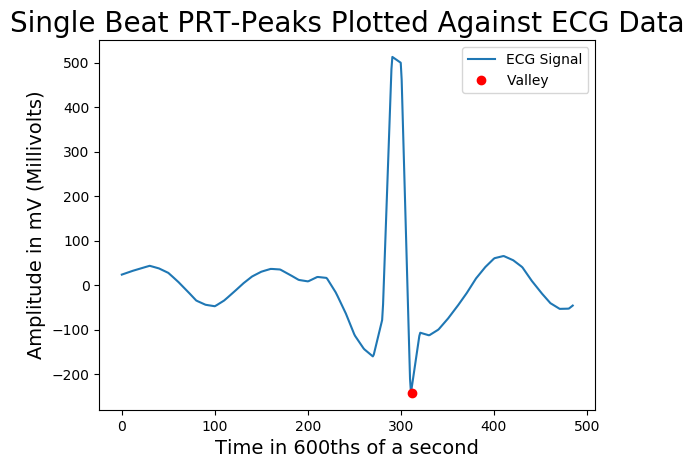 Single Beat PRT-Peaks Plotted Against ECG Data
ECG Signal
Valley
Amplitude in mV (Millivolts)
500
400
300
200
100
0
−100
−200
0 100 200 300 400 500
Time in 600ths of a second